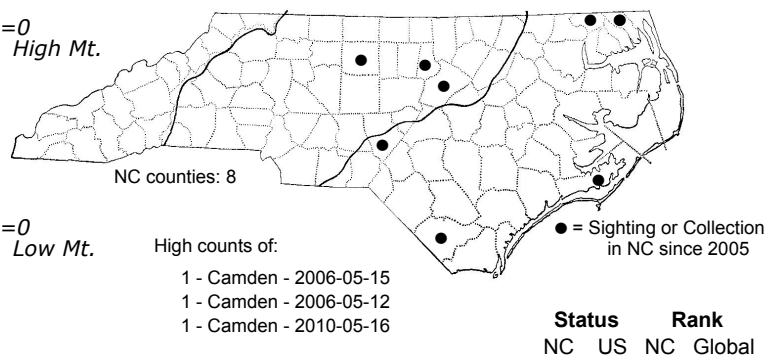 =0
High Mt.
NC counties: 8
=0
Low Mt.
High counts of:
1 - Camden - 2006-05-15
1 - Camden - 2006-05-12
1 - Camden - 2010-05-16
● = Sighting or Collection
in NC since 2005
Status Rank
NC US NC Global